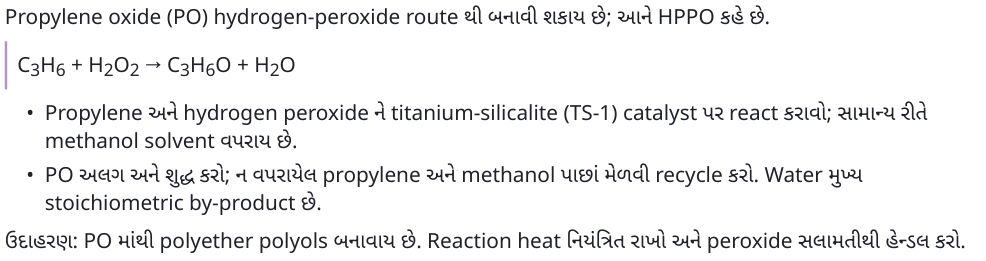 Propylene oxide (PO) hydrogen-peroxide route થી બનાવી શકાય છે; આને HPPO કહે છે.
C₃H₆ + H₂O₂ → C₃H₆O + H₂O
• Propylene અને hydrogen peroxide ને titanium-silicalite (TS-1) catalyst પર react કરાવો; સામાન્ય રીતે
methanol solvent વપરાય છે.
• PO અલગ અને શુદ્ધ કરો; ન વપરાયેલ propylene અને methanol પાછાં મેળવી recycle કરો. Water મુખ્ય
stoichiometric by-product છે.
ઉદાહરણ: PO માંથી polyether polyols બનાવાય છે. Reaction heat નિયંત્રિત રાખો અને peroxide સલામતીથી હેન્ડલ કરો.